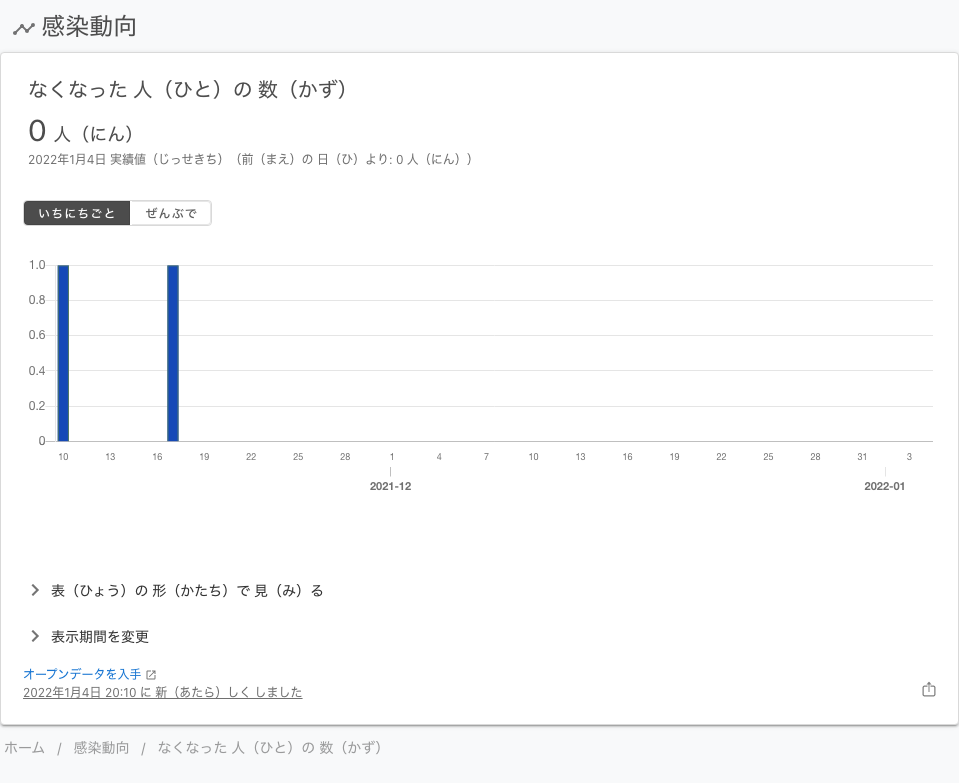 感染動向
なくなった 人（ひと）の 数（かず）
0 人（にん）
2022年1月4日 実績値（じっせきち）（前（まえ）の 日（ひ）より: 0 人（にん））
いちにちごと ぜんぶで
1.0
0.8
0.6
0.4
0.2
0
10 13 16 19 22 25 28 1 4 7 10 13 16 19 22 25 28 31 3
2021-12 2022-01
表（ひょう）の 形（かたち）で 見（み）る
表示期間を変更
オープンデータを入手
2022年1月4日 20:10 に 新（あたら）しく しました
ホーム / 感染動向 / なくなった 人（ひと）の 数（かず）